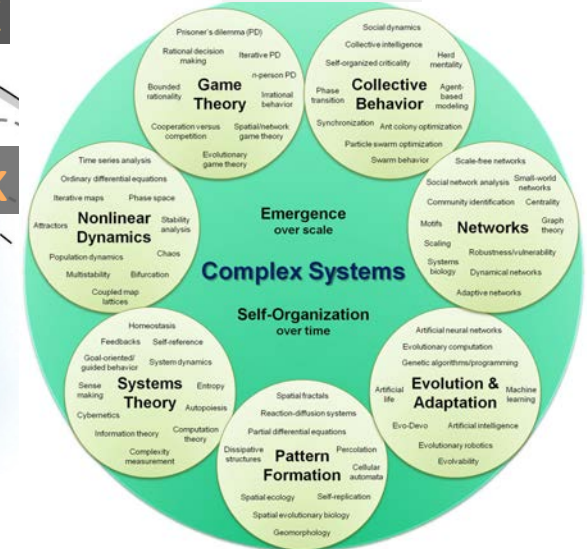 Prisoner's dilemma (PD)
Rational decision making
Iterative PD
n-person PD
Bounded rationality
Game Theory
Irrational behavior
Cooperation versus competition
Spatial/network game theory
Evolutionary game theory
Social dynamics
Collective intelligence
Self-organized criticality
Herd mentality
Phase transition
Collective Behavior
Agent-based modeling
Synchronization
Ant colony optimization
Particle swarm optimization
Swarm behavior
Time series analysis
Ordinary differential equations
Iterative maps
Phase space
Attractors
Nonlinear Dynamics
Stability analysis
Population dynamics
Chaos
Multistability
Bifurcation
Coupled map lattices
Emergence
over scale
Complex Systems
Self-Organization
over time
Scale-free networks
Social network analysis
Small-world networks
Community identification
Centrality
Motifs
Networks
Graph theory
Scaling
Robustness/vulnerability
Systems biology
Dynamical networks
Adaptive networks
Homeostasis
Feedbacks
Self-reference
Goal-oriented/ guided behavior
System dynamics
Sense making
Systems Theory
Entropy
Cybernetics
Autopoiesis
Information theory
Computation theory
Complexity measurement
Artificial neural networks
Evolutionary computation
Genetic algorithms/programming
Artificial life
Evolution & Adaptation
Machine learning
Evo-Devo
Artificial intelligence
Evolutionary robotics
Evolvability
Spatial fractals
Reaction-diffusion systems
Partial differential equations
Dissipative structures
Pattern Formation
Percolation
Cellular automata
Spatial ecology
Self-replication
Spatial evolutionary biology
Geomorphology